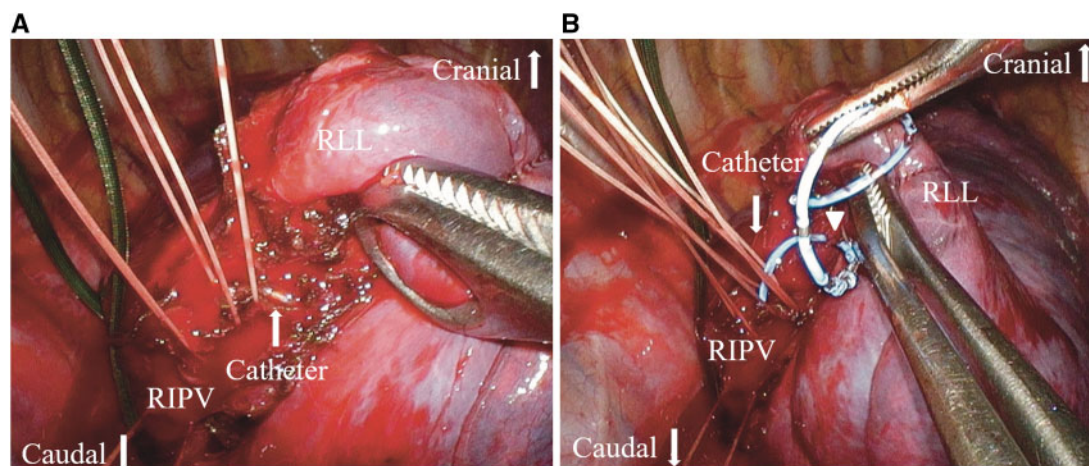 A
Cranial
RLL
Catheter
RIPV
Caudal
B
Cranial
Catheter
RLL
RIPV
Caudal